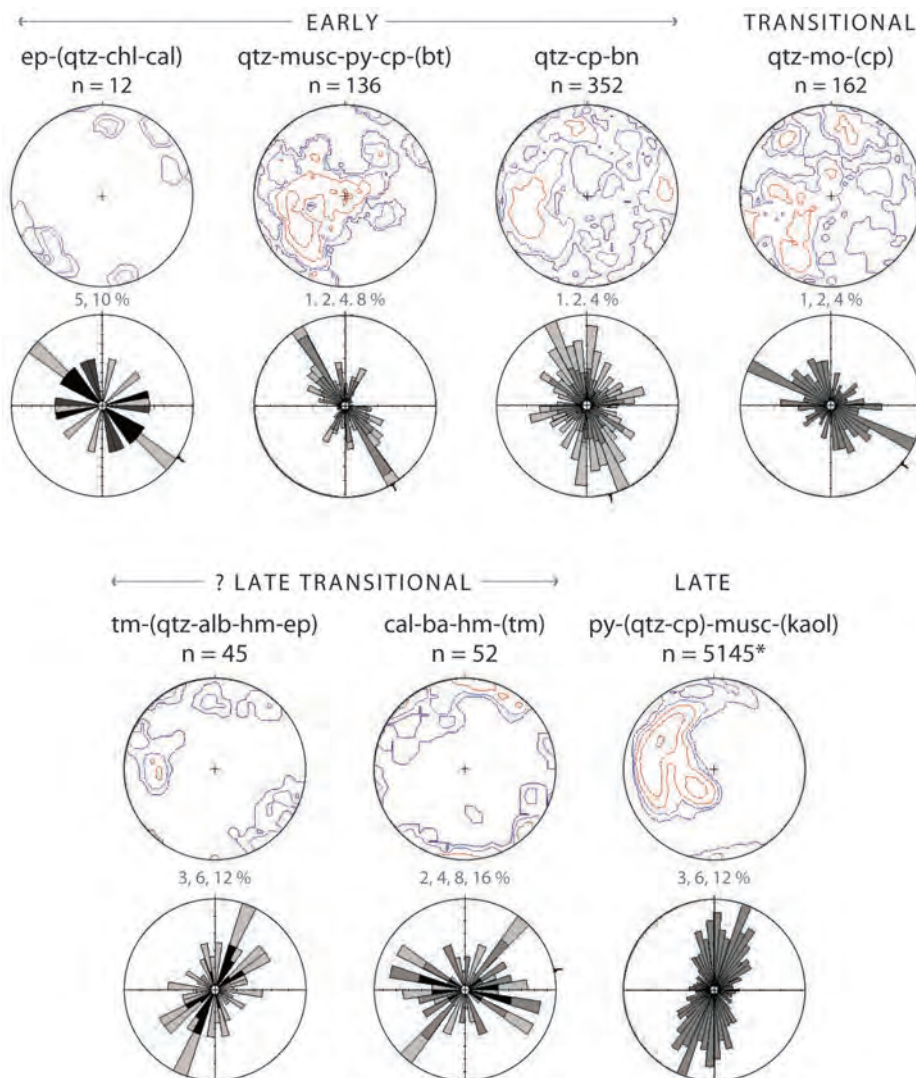 EARLY
TRANSITIONAL
ep-(qtz-chl-cal)
n = 12
qtz-musc-py-cp-(bt)
n = 136
qtz-cp-bn
n = 352
qtz-mo-(cp)
n = 162
5, 10 %
1, 2. 4. 8 %
1. 2. 4 %
1, 2, 4 %
? LATE TRANSITIONAL
LATE
tm-(qtz-alb-hm-ep)
n = 45
cal-ba-hm-(tm)
n = 52
py-(qtz-cp)-musc-(kaol)
n = 5145*
3, 6, 12 %
2, 4, 8, 16 %
3, 6, 12 %